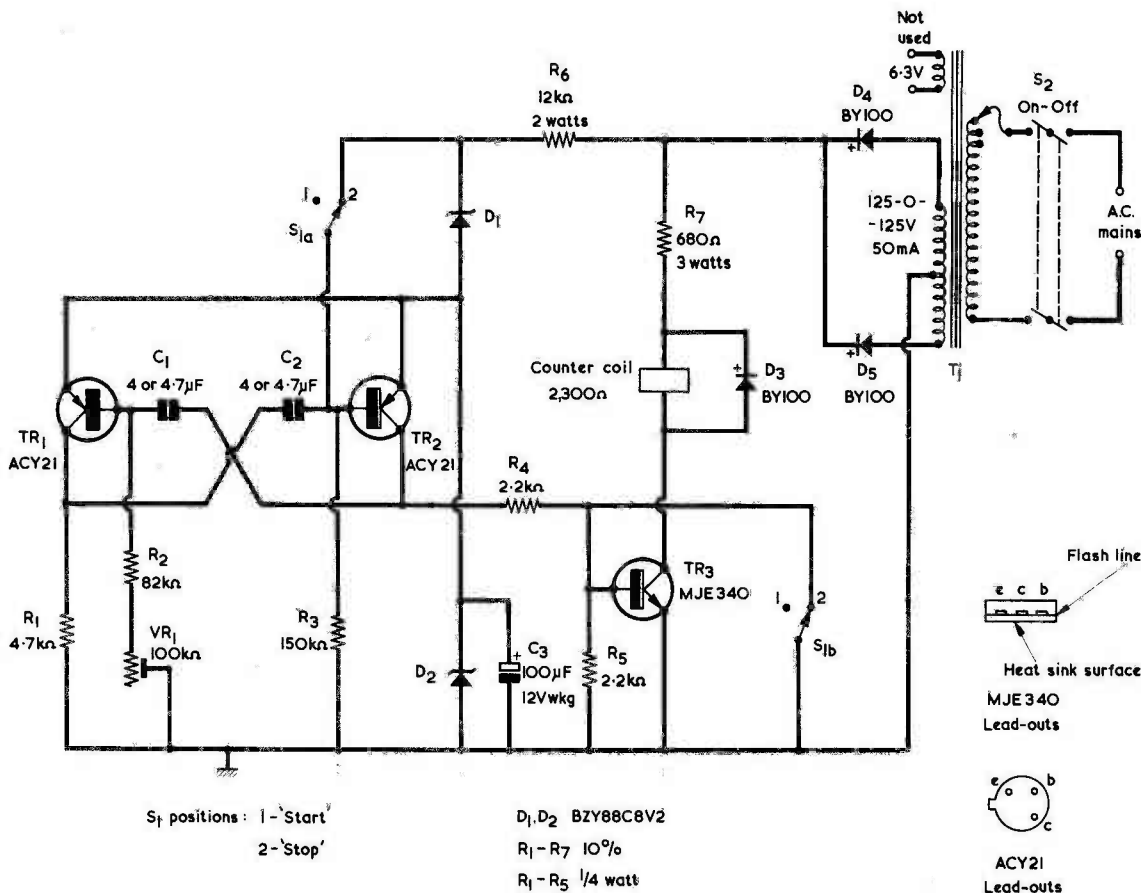 Not
used
6.3V
S2
On-Off
R6
12kΩ
2 watts
D4
BY100
1
2
S1a
D1
R7
680Ω
3 watts
125-0-
-125V
50mA
A.C.
mains
C1
4 or 4.7µF
C2
4 or 4.7µF
Counter coil
2,300Ω
D3
BY100
D5
BY100
T1
TR1
ACY21
TR2
ACY21
R4
2.2kΩ
R2
82kΩ
TR3
MJE340
1
2
S1b
Flash line
e c b
R1
4.7kΩ
VR1
100kΩ
R3
150kΩ
D2
C3
100µF
12Vwkg
R5
2.2kΩ
Heat sink surface
MJE340
Lead-outs
S1 positions: 1-'Start'
2-'Stop'
D1,D2 BZY88C8V2
R1-R7 10%
R1-R5 1/4 watt
e
b
c
ACY21
Lead-outs